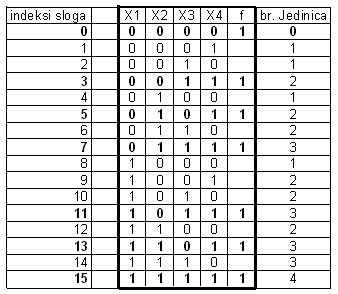 indeksi sloga X1 X2 X3 X4 f br. Jedinica
0 0 0 0 0 1 0
1 0 0 0 1 1
2 0 0 1 0 1
3 0 0 1 1 1 2
4 0 1 0 0 1
5 0 1 0 1 1 2
6 0 1 1 0 2
7 0 1 1 1 1 3
8 1 0 0 0 1
9 1 0 0 1 2
10 1 0 1 0 2
11 1 0 1 1 1 3
12 1 1 0 0 2
13 1 1 0 1 1 3
14 1 1 1 0 3
15 1 1 1 1 1 4